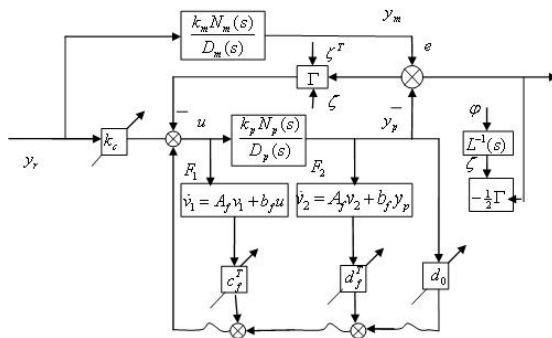 y_m
k_m N_m(s)
D_m(s)
ζ^T
e
Γ
ζ
−
−
φ
y_r
k_c
u
k_p N_p(s)
D_p(s)
y_p
L^{-1}(s)
ζ
F_1
F_2
v̇_1 = A_f v_1 + b_f u
v̇_2 = A_f v_2 + b_f y_p
−½Γ
c_f^T
d_f^T
d_0